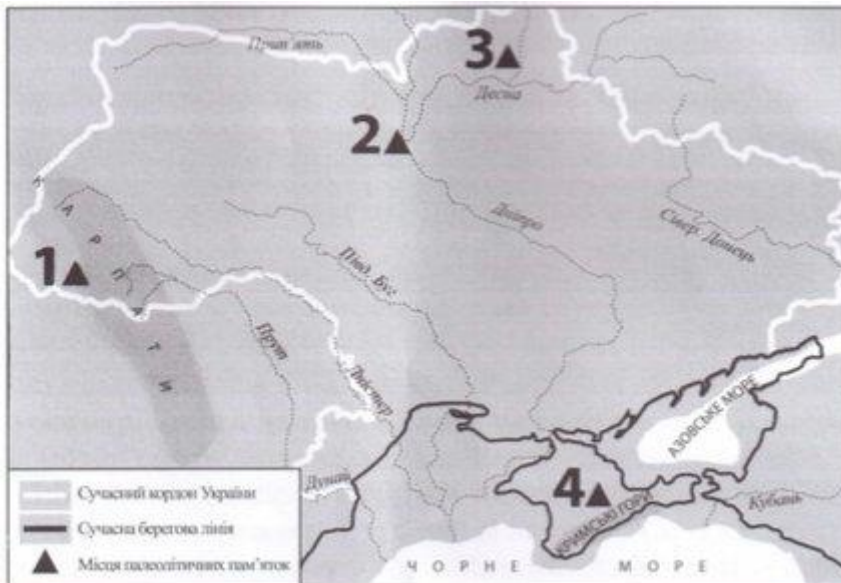 3
Прип'ять
Десна
2
КАРПАТИ
Дніпро
Сівер. Донець
1
Півд. Буг
Прут
Дністер
АЗОВСЬКЕ МОРЕ
Дунай
4
КРИМСЬКІ ГОРИ
Кубань
ЧОРНЕ МОРЕ
Сучасний кордон України
Сучасна берегова лінія
Місця палеолітичних пам'яток